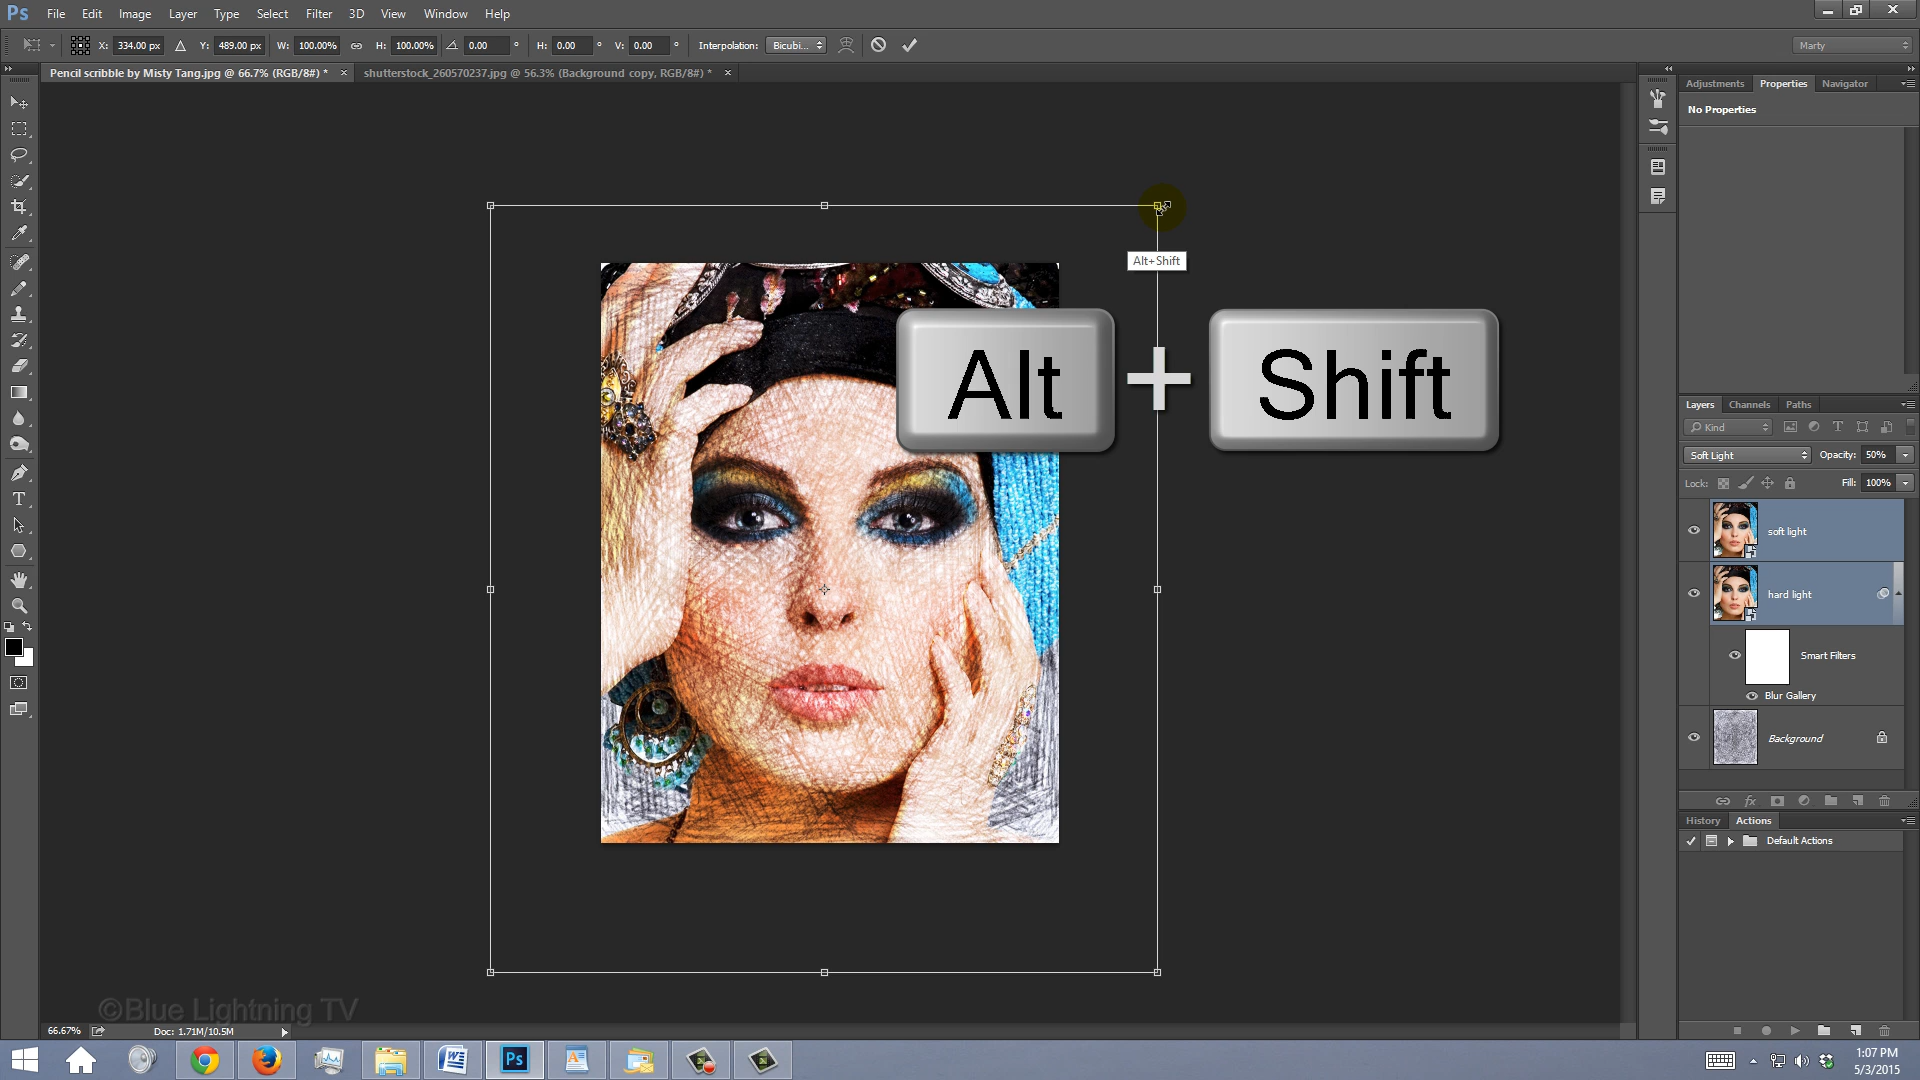 Ps File Edit Image Layer Type Select Filter 3D View Window Help
X: 334.00 px Y: 489.00 px W: 100.00% H: 100.00% 0.00 ° H: 0.00 ° V: 0.00 ° Interpolation: Bicubi... Marty
Pencil scribble by Misty Tang.jpg @ 66.7% (RGB/8#) * × shutterstock_260570237.jpg @ 56.3% (Background copy, RGB/8#) * ×
Adjustments Properties Navigator
No Properties
Alt+Shift
Alt + Shift
Layers Channels Paths
Kind
Soft Light Opacity: 50%
Lock: Fill: 100%
soft light
hard light
Smart Filters
Blur Gallery
Background
History Actions
Default Actions
©Blue Lightning TV
66.67% Doc: 1.71M/10.5M
1:07 PM
5/3/2015